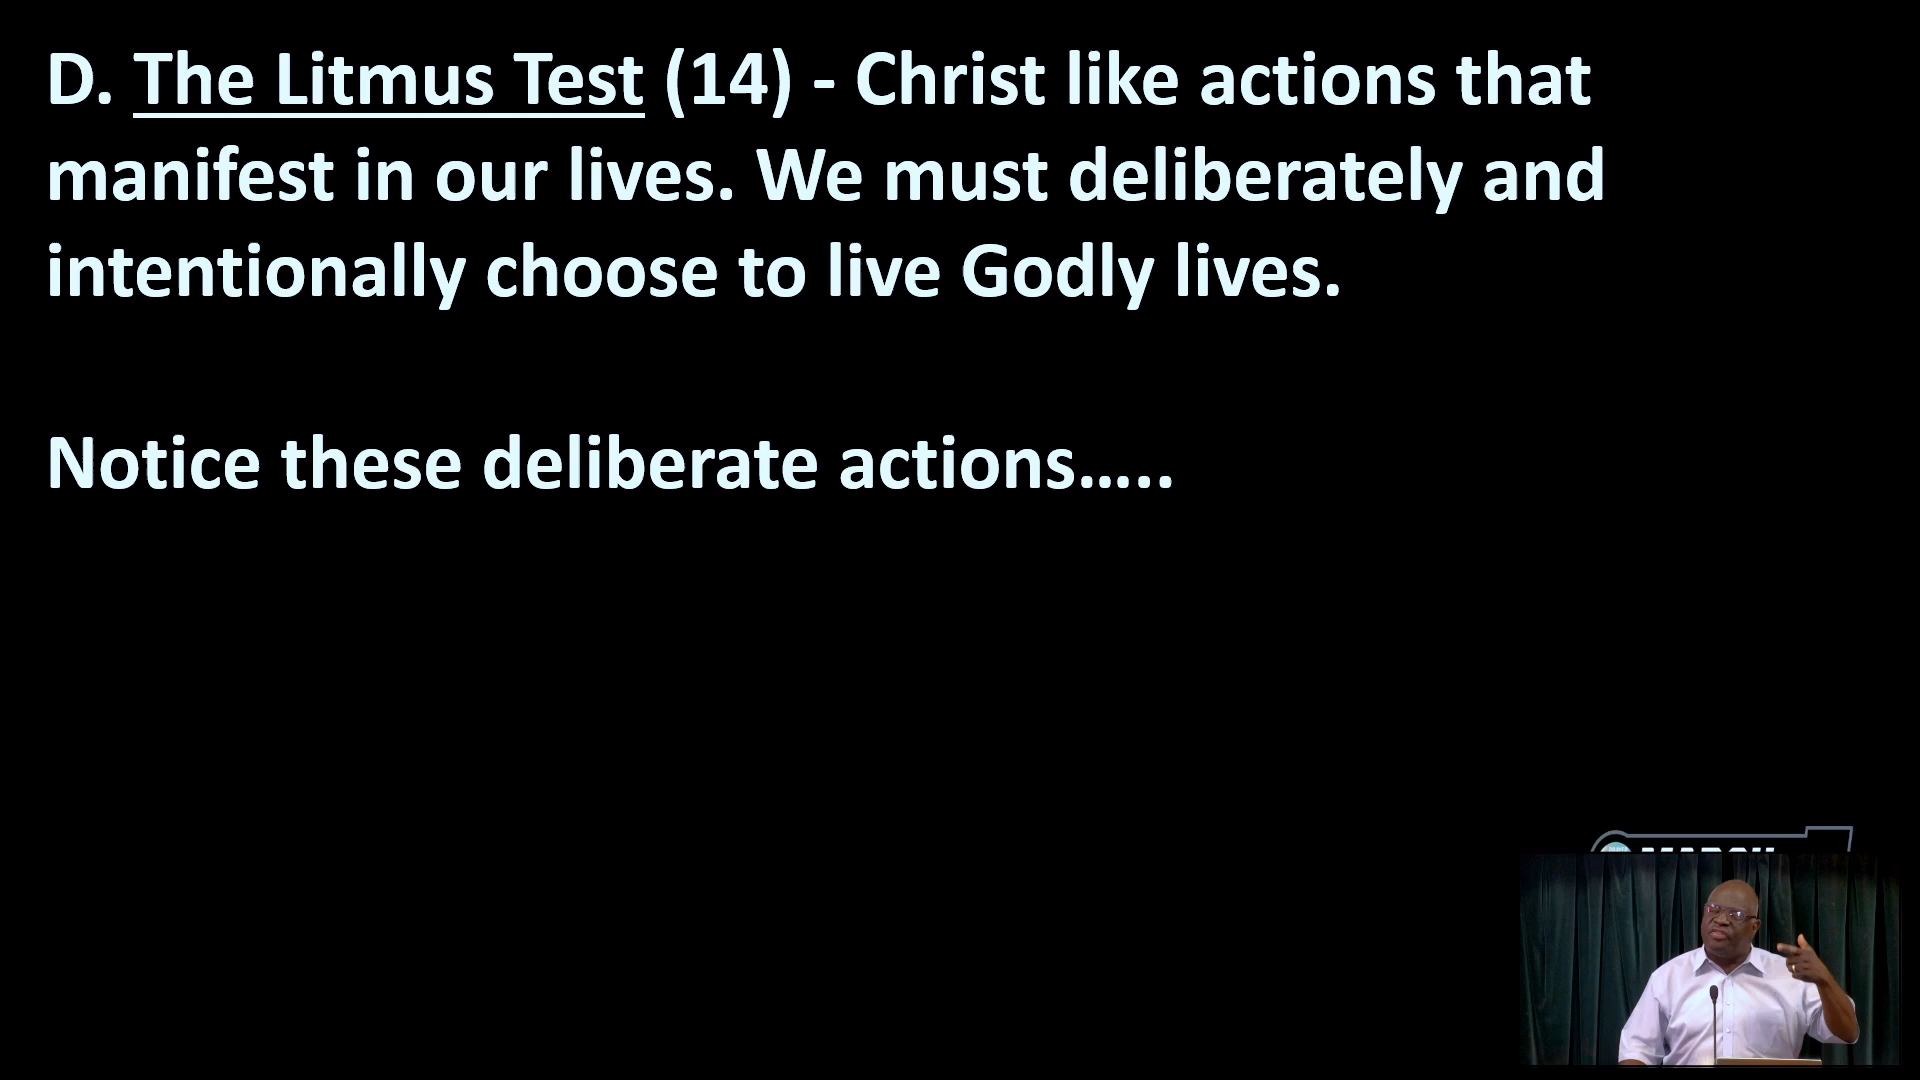 D. The Litmus Test (14) - Christ like actions that
manifest in our lives. We must deliberately and
intentionally choose to live Godly lives.
Notice these deliberate actions.....